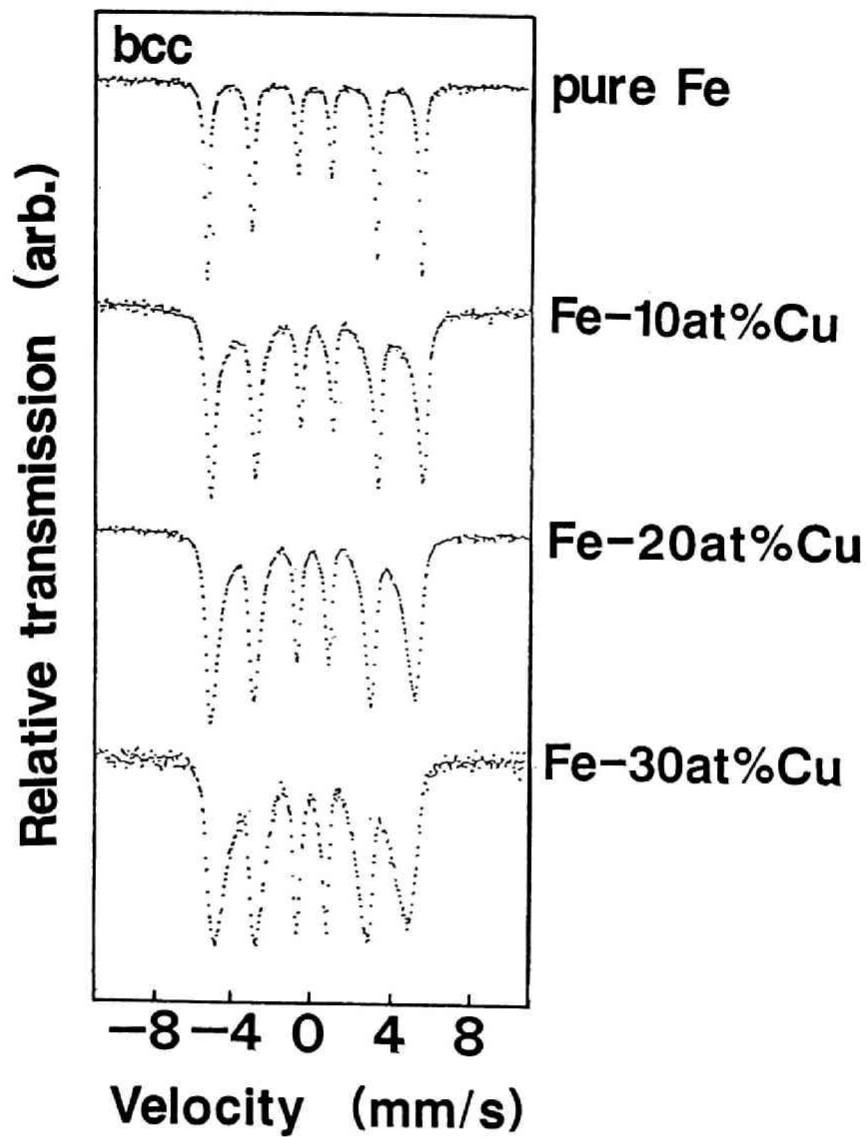 bcc
pure Fe
Fe−10at%Cu
Fe−20at%Cu
Fe−30at%Cu
Relative transmission (arb.)
−8 −4 0 4 8
Velocity (mm/s)